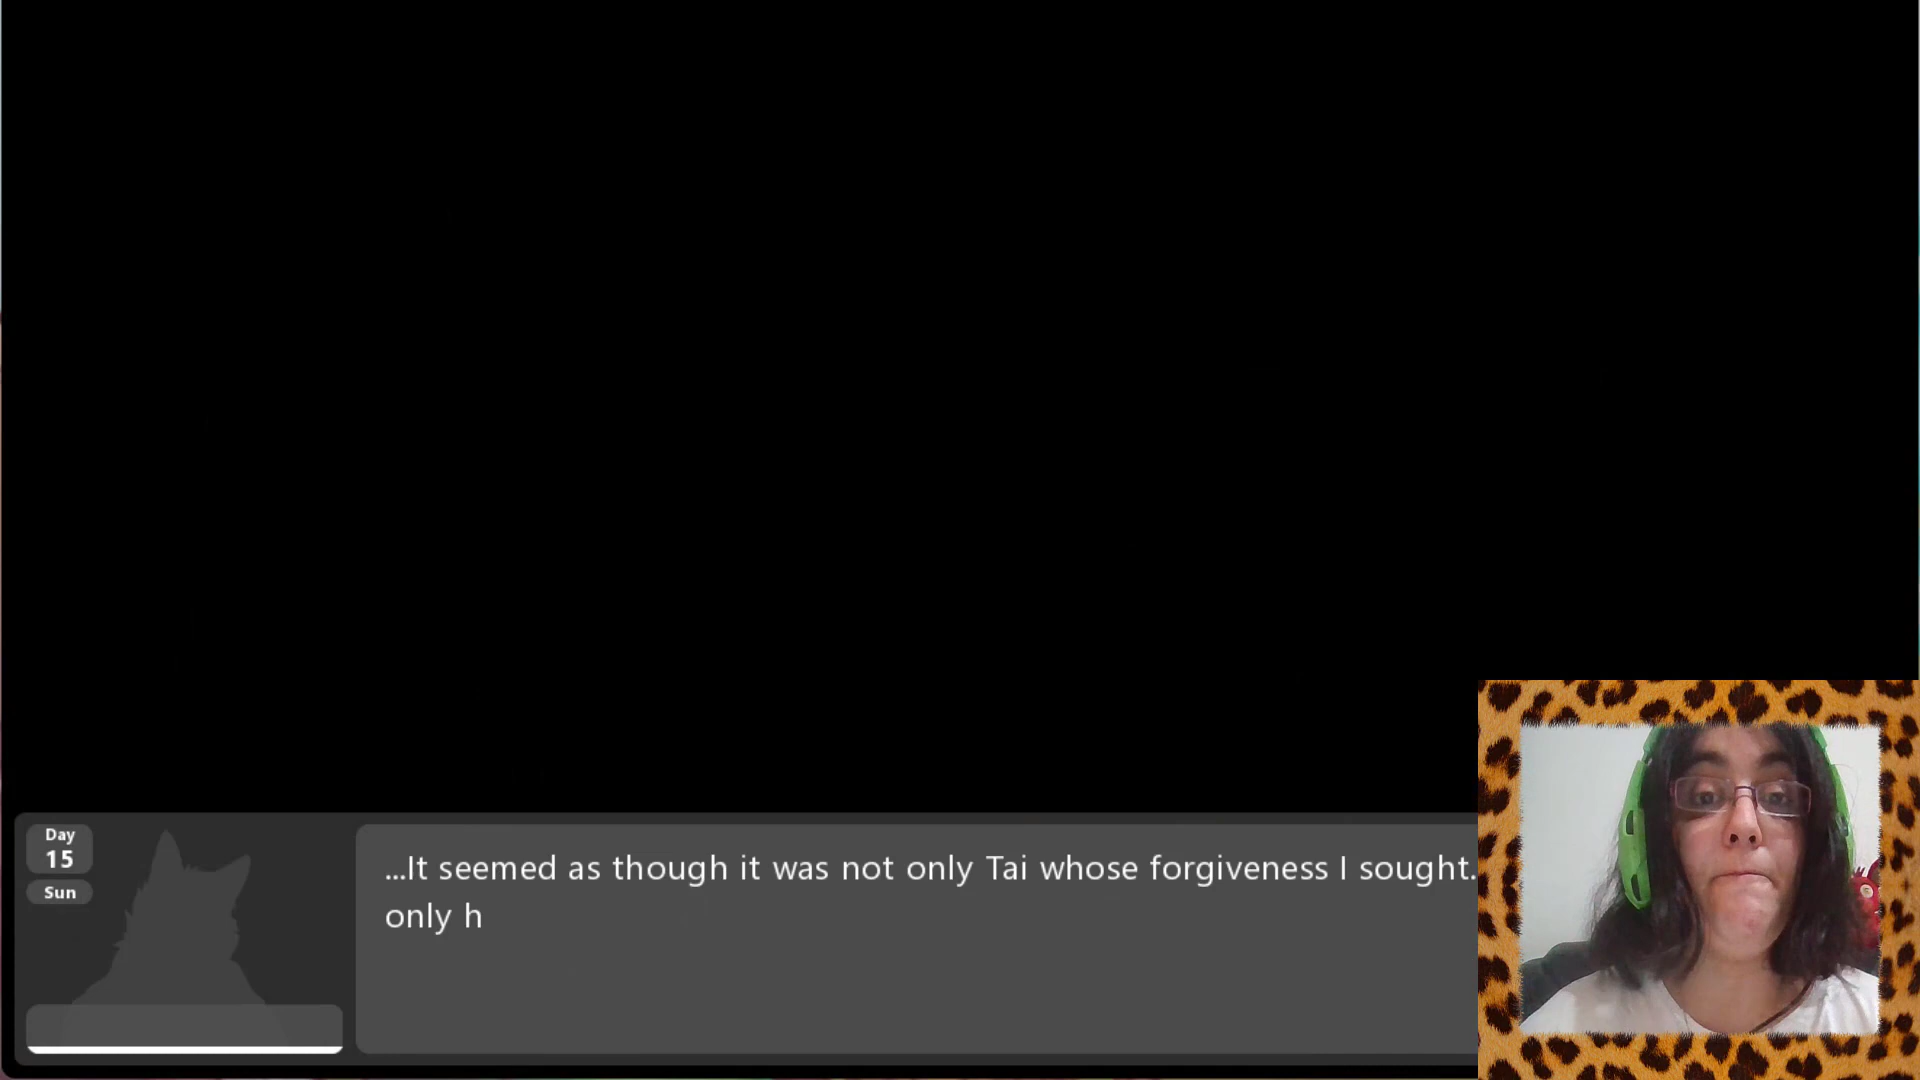 Day
15
Sun
...It seemed as though it was not only Tai whose forgiveness I sought.
only h